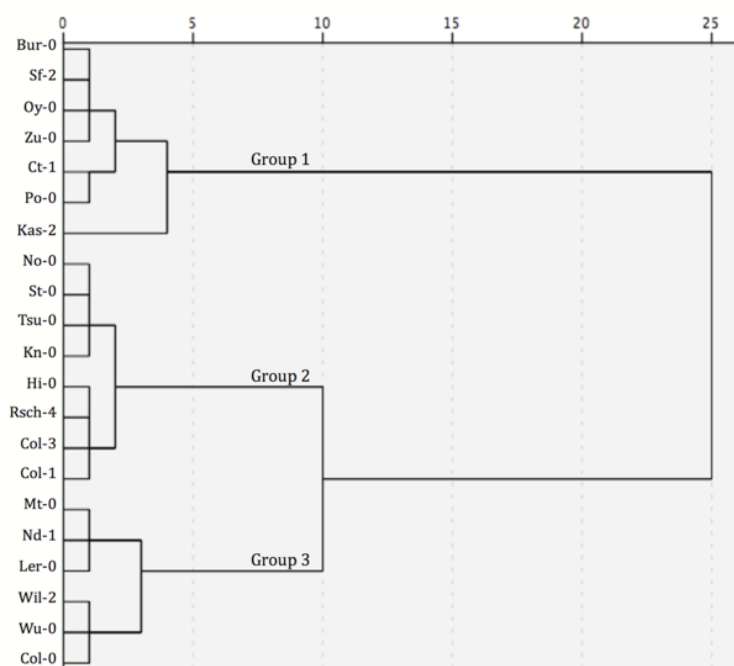 0 5 10 15 20 25
Bur-0
Sf-2
Oy-0
Zu-0
Group 1
Ct-1
Po-0
Kas-2
No-0
St-0
Tsu-0
Kn-0
Group 2
Hi-0
Rsch-4
Col-3
Col-1
Mt-0
Nd-1
Group 3
Ler-0
Wil-2
Wu-0
Col-0